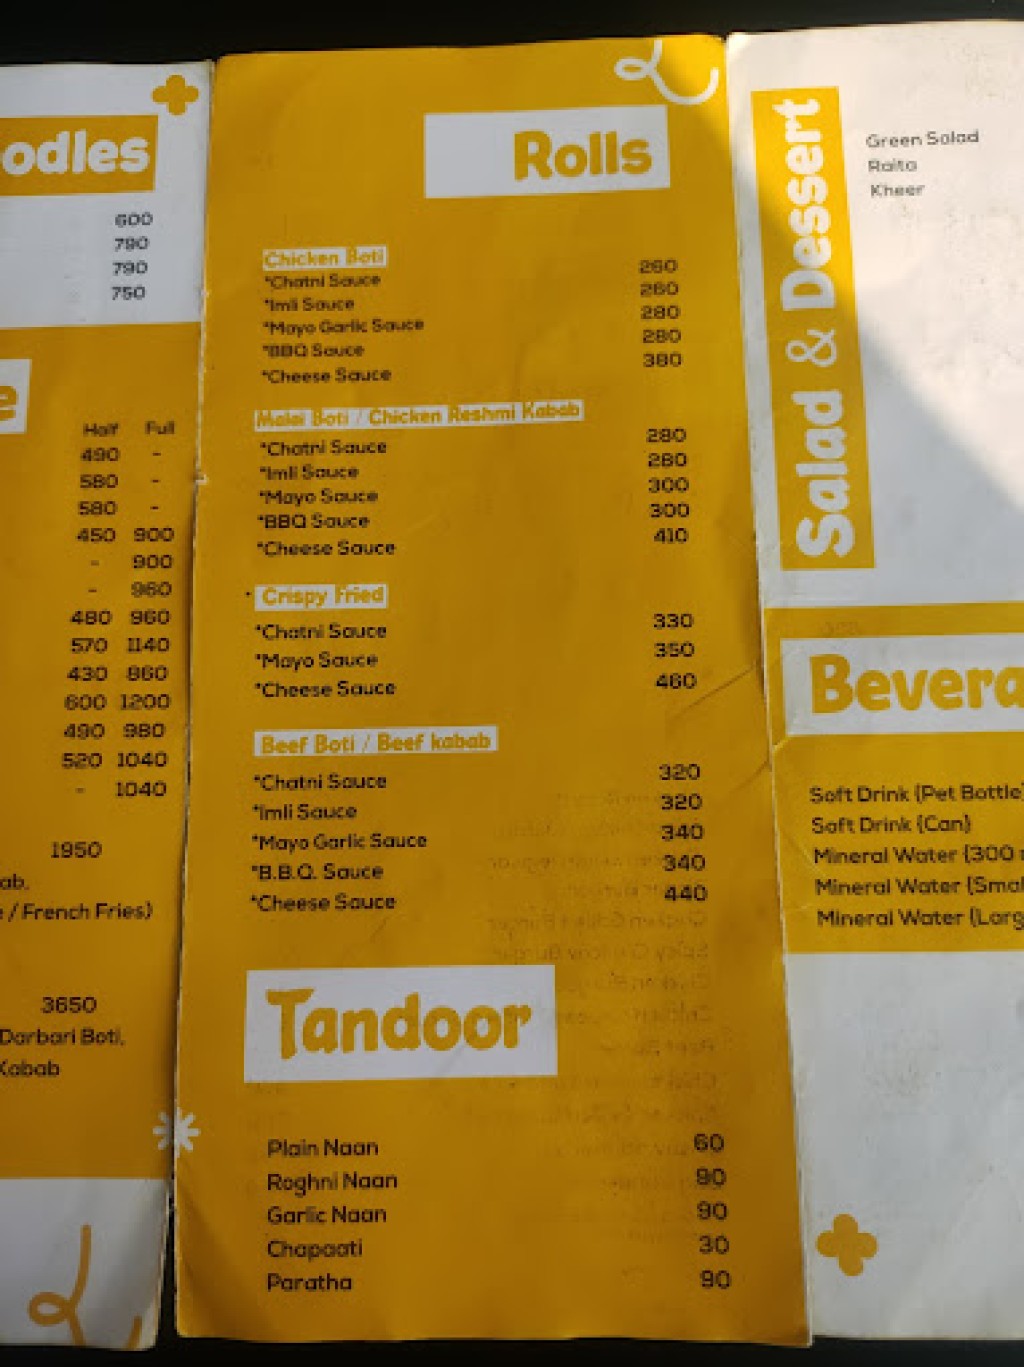 odles
600
790
790
750
e
Half Full
490 -
580 -
580 -
450 900
- 900
- 960
480 960
570 1140
430 860
600 1200
490 980
520 1040
- 1040
1950
ab,
/ French Fries)
3650
Darbari Boti,
Kabab
Rolls
Chicken Boti
*Chatni Sauce 260
*Imli Sauce 260
*Mayo Garlic Sauce 280
*BBQ Sauce 280
*Cheese Sauce 380
Malai Boti / Chicken Reshmi Kabab
*Chatni Sauce 280
*Imli Sauce 280
*Mayo Sauce 300
*BBQ Sauce 300
*Cheese Sauce 410
Crispy Fried
*Chatni Sauce 330
*Mayo Sauce 350
*Cheese Sauce 460
Beef Boti / Beef kabab
*Chatni Sauce 320
*Imli Sauce 320
*Mayo Garlic Sauce 340
*B.B.Q. Sauce 340
*Cheese Sauce 440
Tandoor
Plain Naan 60
Roghni Naan 90
Garlic Naan 90
Chapaati 30
Paratha 90
Salad & Dessert
Green Salad
Raita
Kheer
Bevera
Soft Drink (Pet Bottle)
Soft Drink (Can)
Mineral Water (300
Mineral Water (Smal
Mineral Water (Larg